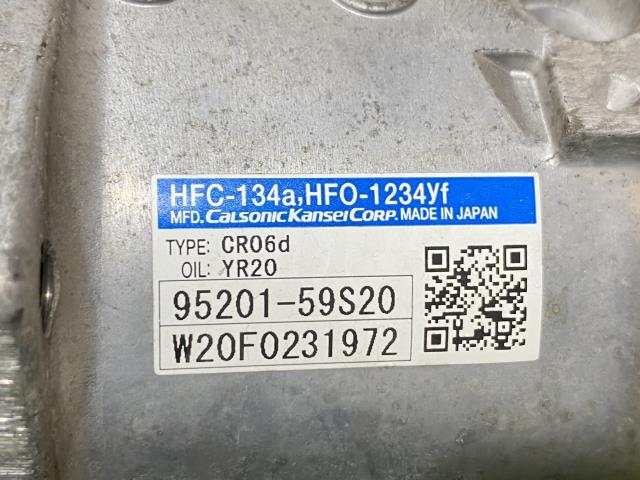 HFC-134a,HFO-1234yf
MFD. CALSONIC KANSEI CORP. MADE IN JAPAN
TYPE: CR06d
OIL: YR20
95201-59S20
W20F0231972